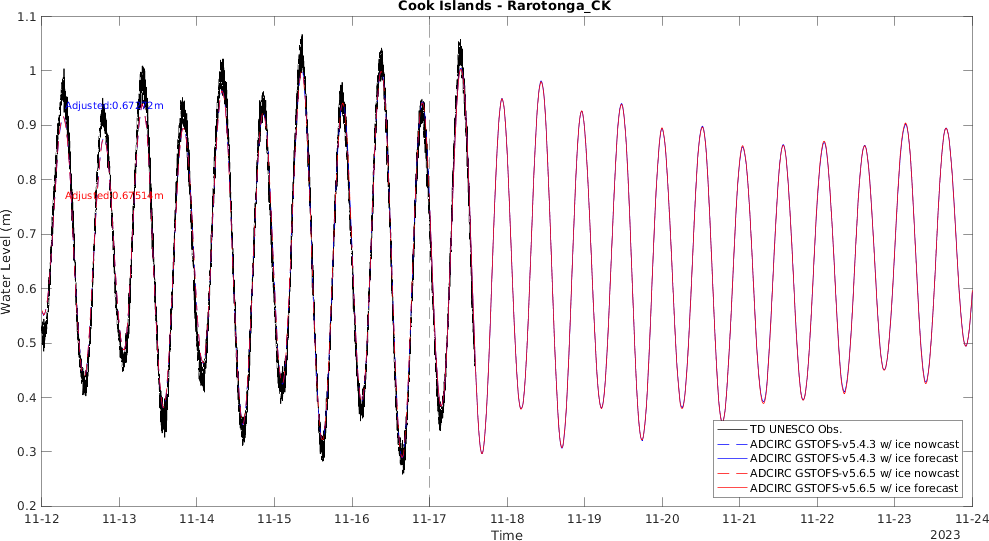 Cook Islands - Rarotonga_CK
1.1
1
0.9
0.8
0.7
0.6
0.5
0.4
0.3
0.2
Water Level (m)
Adjusted:0.67272m
Adjusted:0.67514m
TD UNESCO Obs.
ADCIRC GSTOFS-v5.4.3 w/ ice nowcast
ADCIRC GSTOFS-v5.4.3 w/ ice forecast
ADCIRC GSTOFS-v5.6.5 w/ ice nowcast
ADCIRC GSTOFS-v5.6.5 w/ ice forecast
11-12 11-13 11-14 11-15 11-16 11-17 11-18 11-19 11-20 11-21 11-22 11-23 11-24
Time
2023